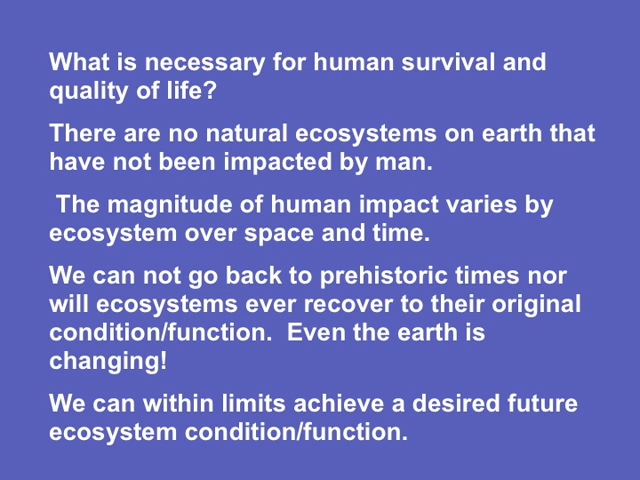 What is necessary for human survival and
quality of life?
There are no natural ecosystems on earth that
have not been impacted by man.
The magnitude of human impact varies by
ecosystem over space and time.
We can not go back to prehistoric times nor
will ecosystems ever recover to their original
condition/function.  Even the earth is
changing!
We can within limits achieve a desired future
ecosystem condition/function.